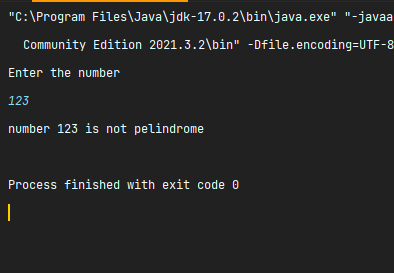 "C:\Program Files\Java\jdk-17.0.2\bin\java.exe" "-javaa
Community Edition 2021.3.2\bin" -Dfile.encoding=UTF-8
Enter the number
123
number 123 is not pelindrome
Process finished with exit code 0